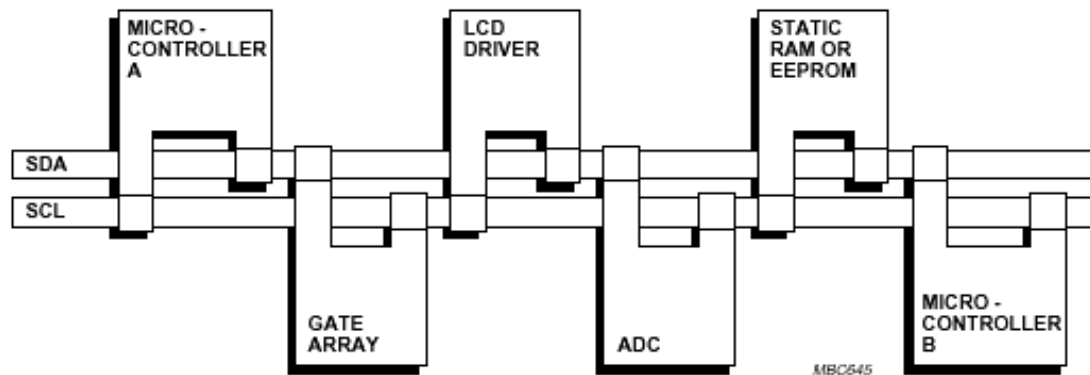 MICRO -
CONTROLLER
A
LCD
DRIVER
STATIC
RAM OR
EEPROM
SDA
SCL
GATE
ARRAY
ADC
MICRO -
CONTROLLER
B
MBC645